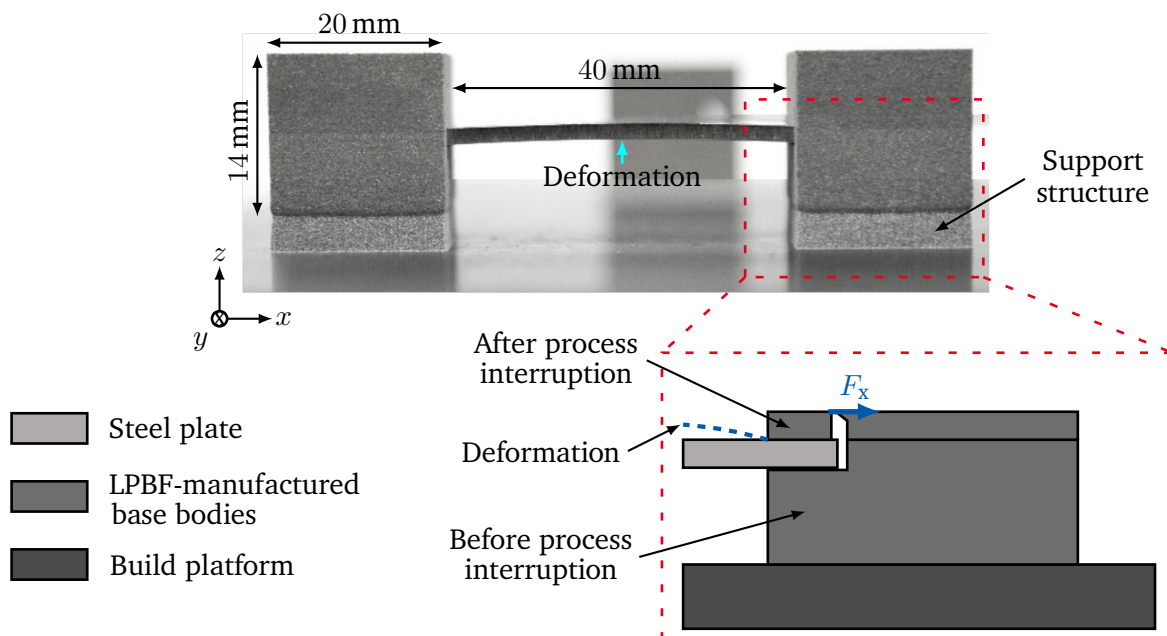 20 mm
40 mm
14 mm
Deformation
Support
structure
z
y
x
After process
interruption
Fx
Steel plate
Deformation
LPBF-manufactured
base bodies
Before process
interruption
Build platform